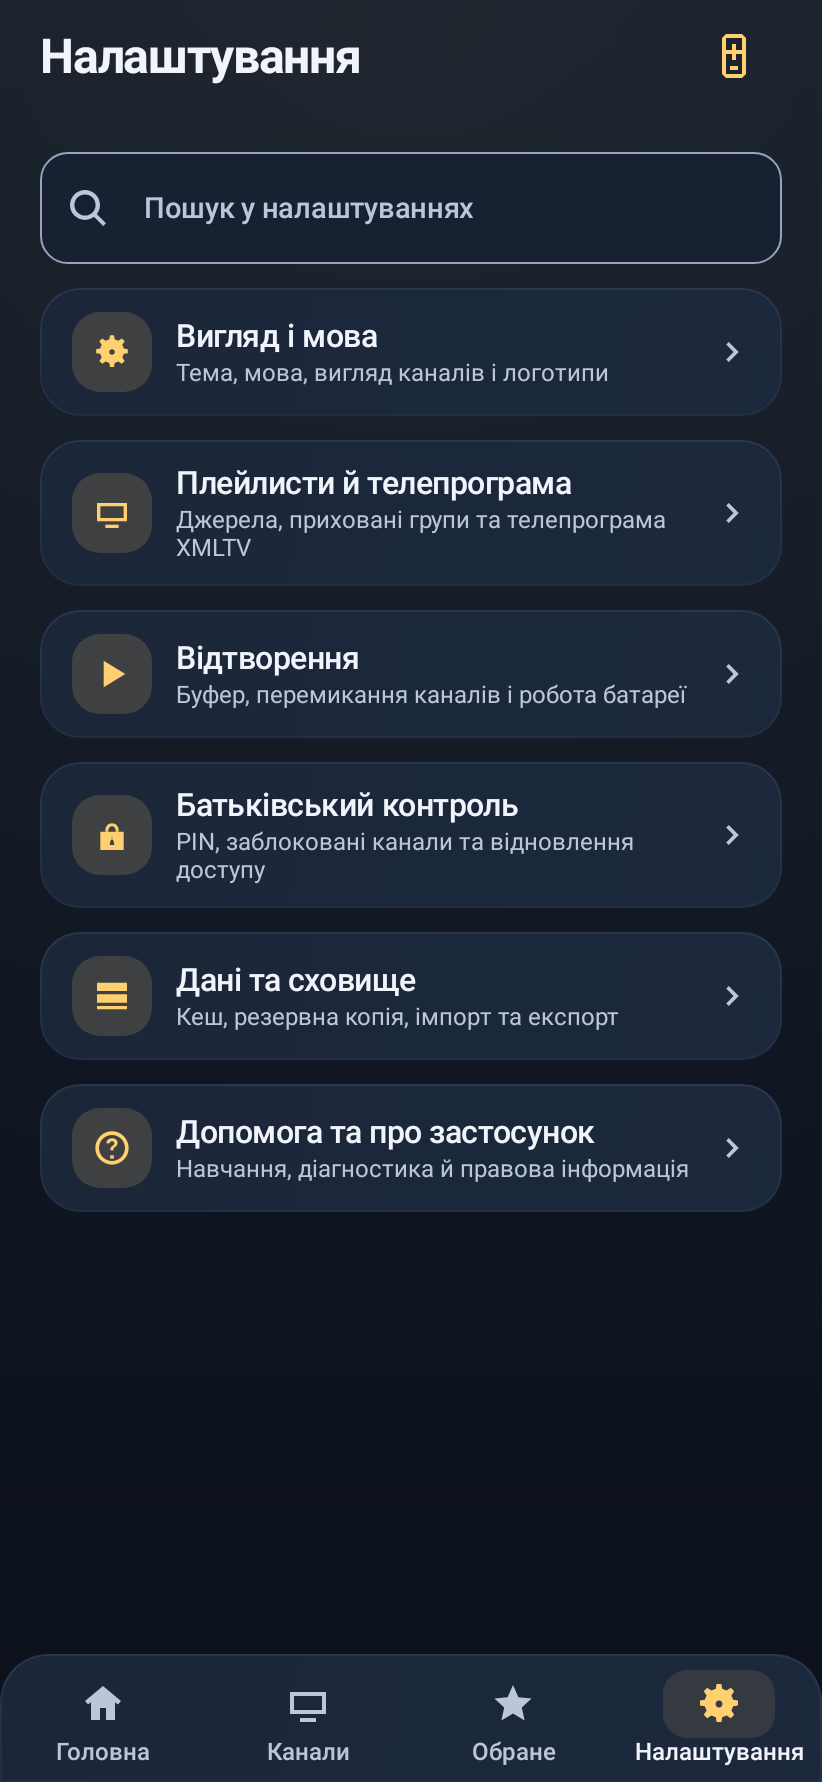 Налаштування
Пошук у налаштуваннях
Вигляд і мова
Тема, мова, вигляд каналів і логотипи
Плейлисти й телепрограма
Джерела, приховані групи та телепрограма
XMLTV
Відтворення
Буфер, перемикання каналів і робота батареї
Батьківський контроль
PIN, заблоковані канали та відновлення
доступу
Дані та сховище
Кеш, резервна копія, імпорт та експорт
Допомога та про застосунок
Навчання, діагностика й правова інформація
Головна
Канали
Обране
Налаштування